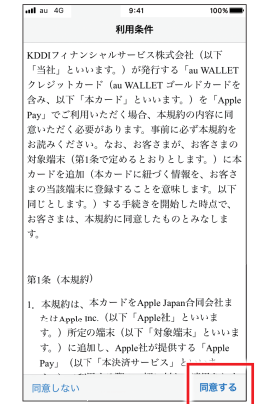 au 4G 9:41 100%
利用条件
KDDIフィナンシャルサービス株式会社（以下
「当社」といいます。）が発行する「au WALLET
クレジットカード（au WALLET ゴールドカードを
含み、以下「本カード」といいます。）を「Apple
Pay」でご利用いただく場合、本規約の内容に同
意いただく必要があります。事前に必ず本規約を
お読みください。なお、お客さまが、お客さまの
対象端末（第1条で定めるとおりとします。）に本
カードを追加（本カードに紐づく情報を、お客さ
まの当該端末に登録することを意味します。以下
同じとします。）する手続きを開始した時点で、
お客さまは、本規約に同意したものとみなしま
す。
第1条（本規約）
1. 本規約は、本カードをApple Japan合同会社ま
たはApple Inc.（以下「Apple社」といいま
す。）所定の端末（以下「対象端末」といいま
す。）に追加し、Apple社が提供する「Apple
Pay」（以下「本決済サービス」といいま
同意しない 同意する